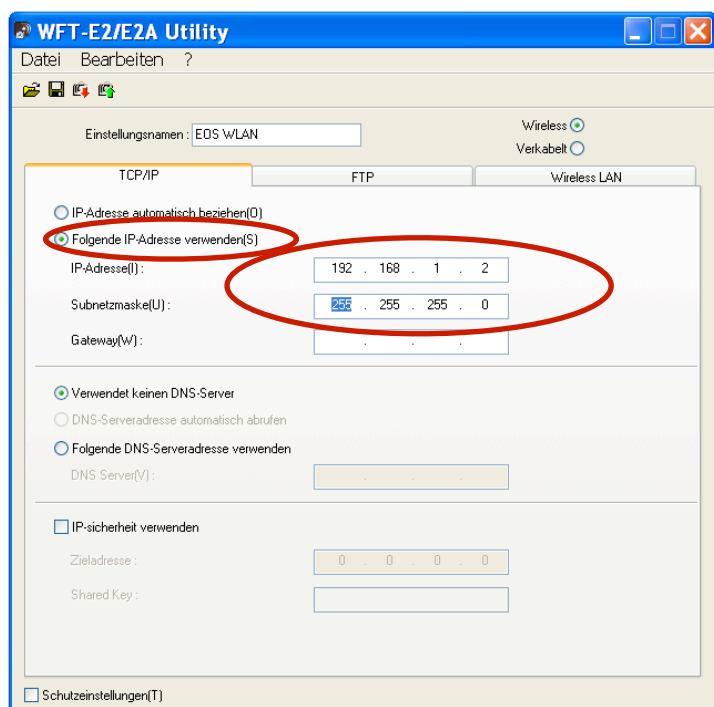 WFT-E2/E2A Utility
Datei Bearbeiten ?
Einstellungsnamen : EOS WLAN
Wireless
Verkabelt
TCP/IP FTP Wireless LAN
IP-Adresse automatisch beziehen(O)
Folgende IP-Adresse verwenden(S)
IP-Adresse(I) : 192 . 168 . 1 . 2
Subnetzmaske(U) : 255 . 255 . 255 . 0
Gateway(W) : . . .
Verwendet keinen DNS-Server
DNS-Serveradresse automatisch abrufen
Folgende DNS-Serveradresse verwenden
DNS Server(V) : . . .
IP-sicherheit verwenden
Zieladresse : 0 . 0 . 0 . 0
Shared Key :
Schutzeinstellungen(T)